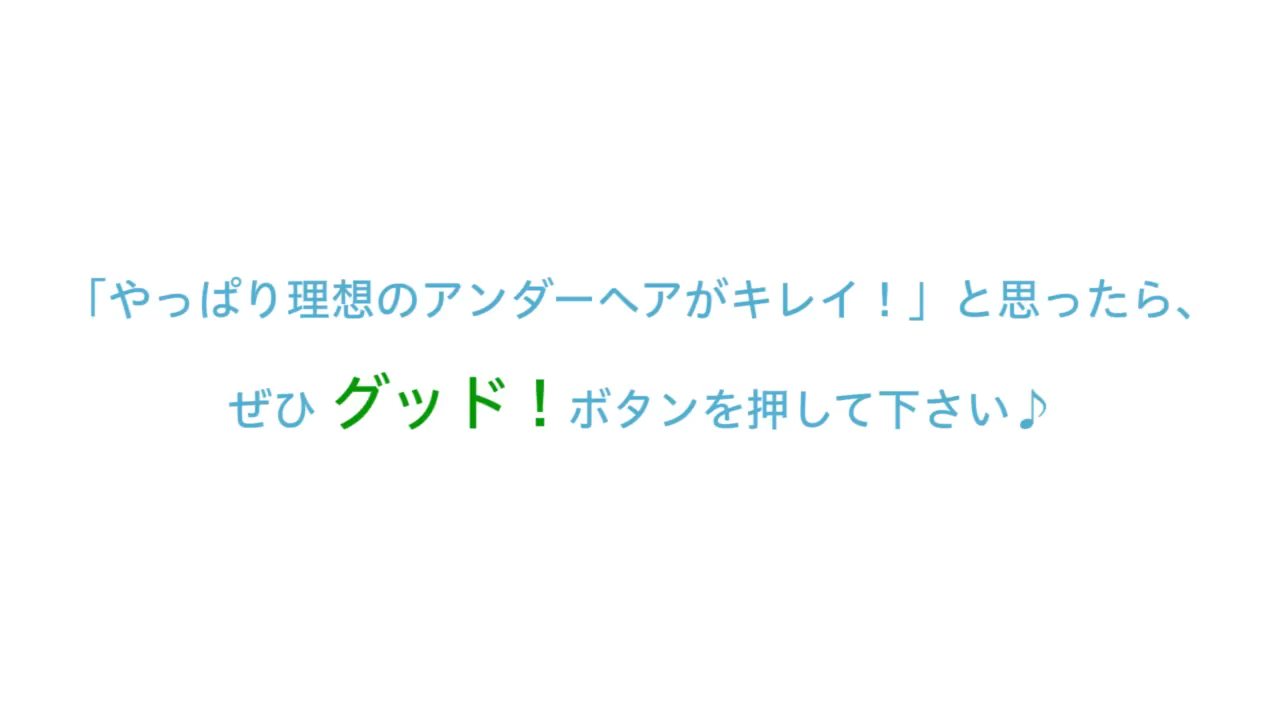 「やっぱり理想のアンダーヘアがキレイ！」と思ったら、
ぜひ グッド！ボタンを押して下さい♪